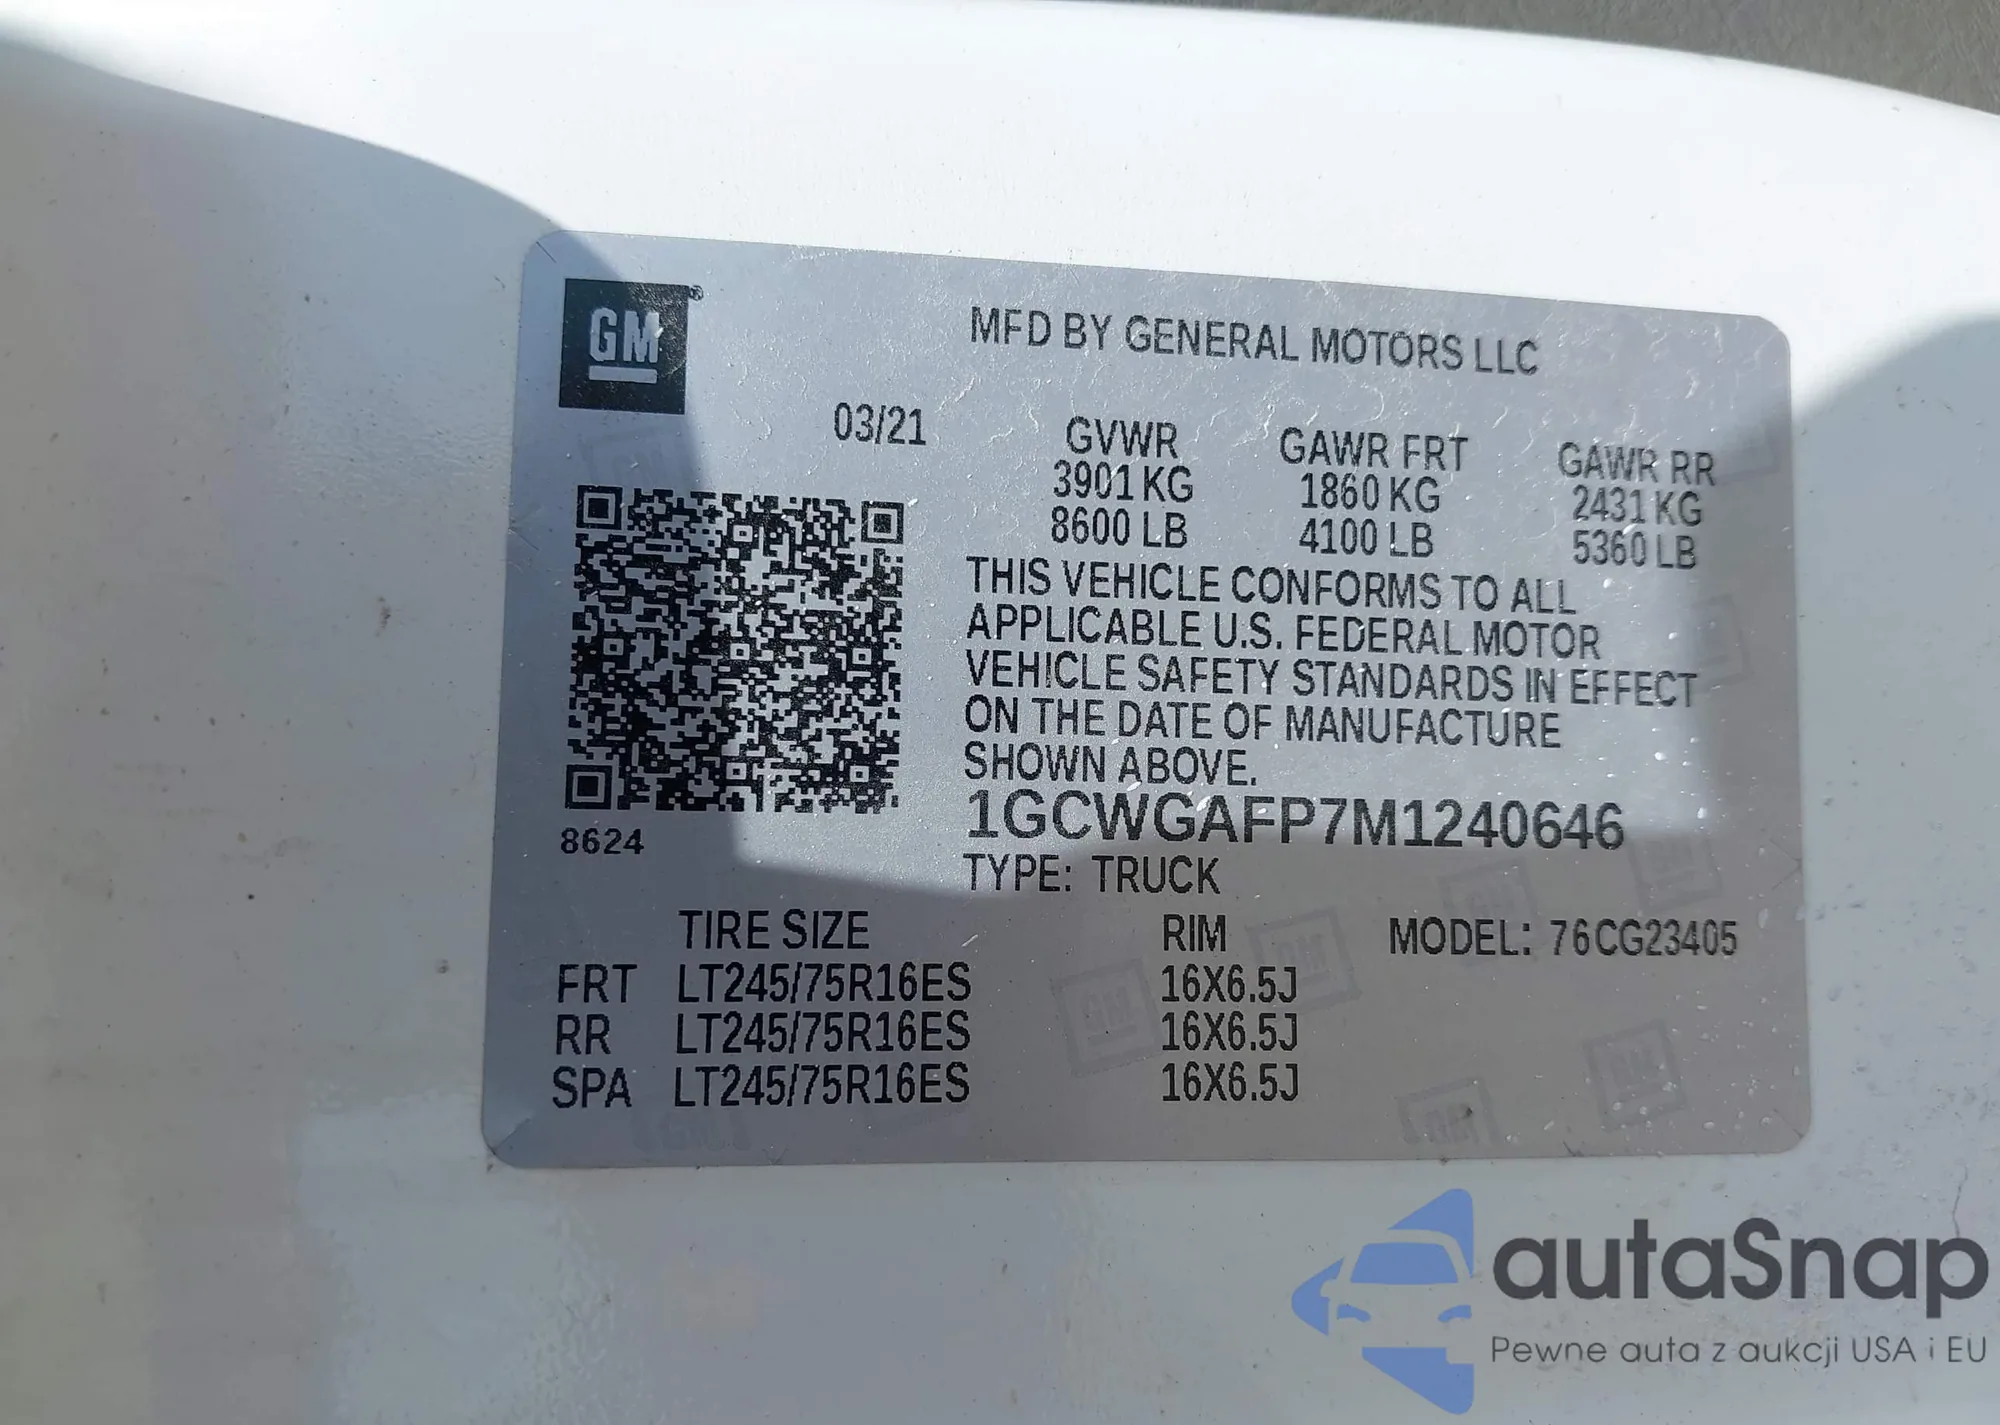 GM®
MFD BY GENERAL MOTORS LLC
03/21
GVWR GAWR FRT GAWR RR
3901 KG 1860 KG 2431 KG
8600 LB 4100 LB 5360 LB
THIS VEHICLE CONFORMS TO ALL
APPLICABLE U.S. FEDERAL MOTOR
VEHICLE SAFETY STANDARDS IN EFFECT
ON THE DATE OF MANUFACTURE
SHOWN ABOVE.
1GCWGAFP7M1240646
8624
TYPE: TRUCK
TIRE SIZE RIM MODEL: 76CG23405
FRT LT245/75R16ES 16X6.5J
RR LT245/75R16ES 16X6.5J
SPA LT245/75R16ES 16X6.5J
autaSnap
Pewne auta z aukcji USA i EU